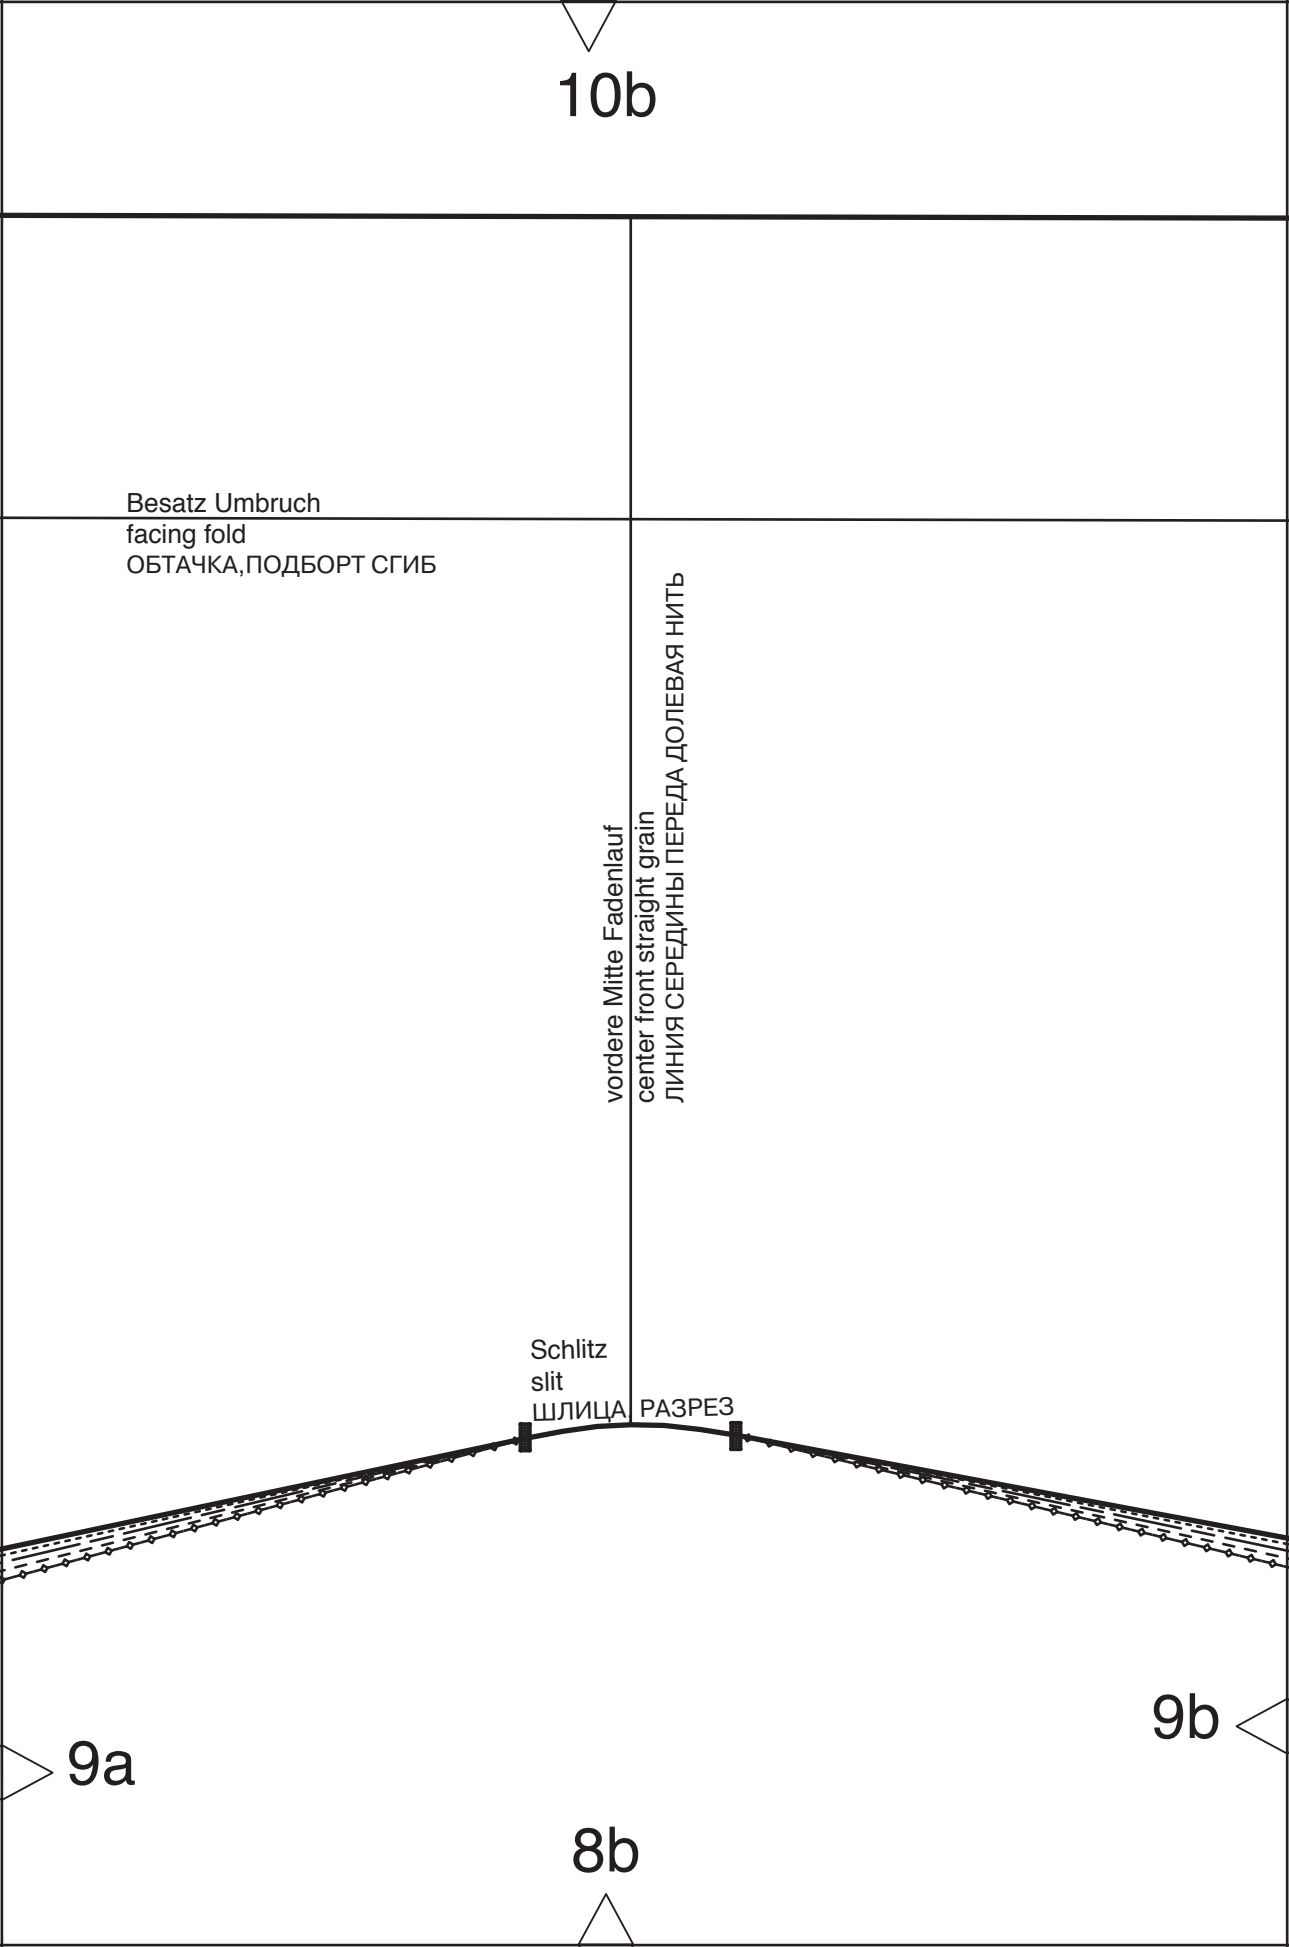 10b
Besatz Umbruch
facing fold
ОБТАЧКА,ПОДБОРТ СГИБ
vordere Mitte Fadenlauf
center front straight grain
ЛИНИЯ СЕРЕДИНЫ ПЕРЕДА ДОЛЕВАЯ НИТЬ
Schlitz
slit
ШЛИЦА, РАЗРЕЗ
9b
9a
8b